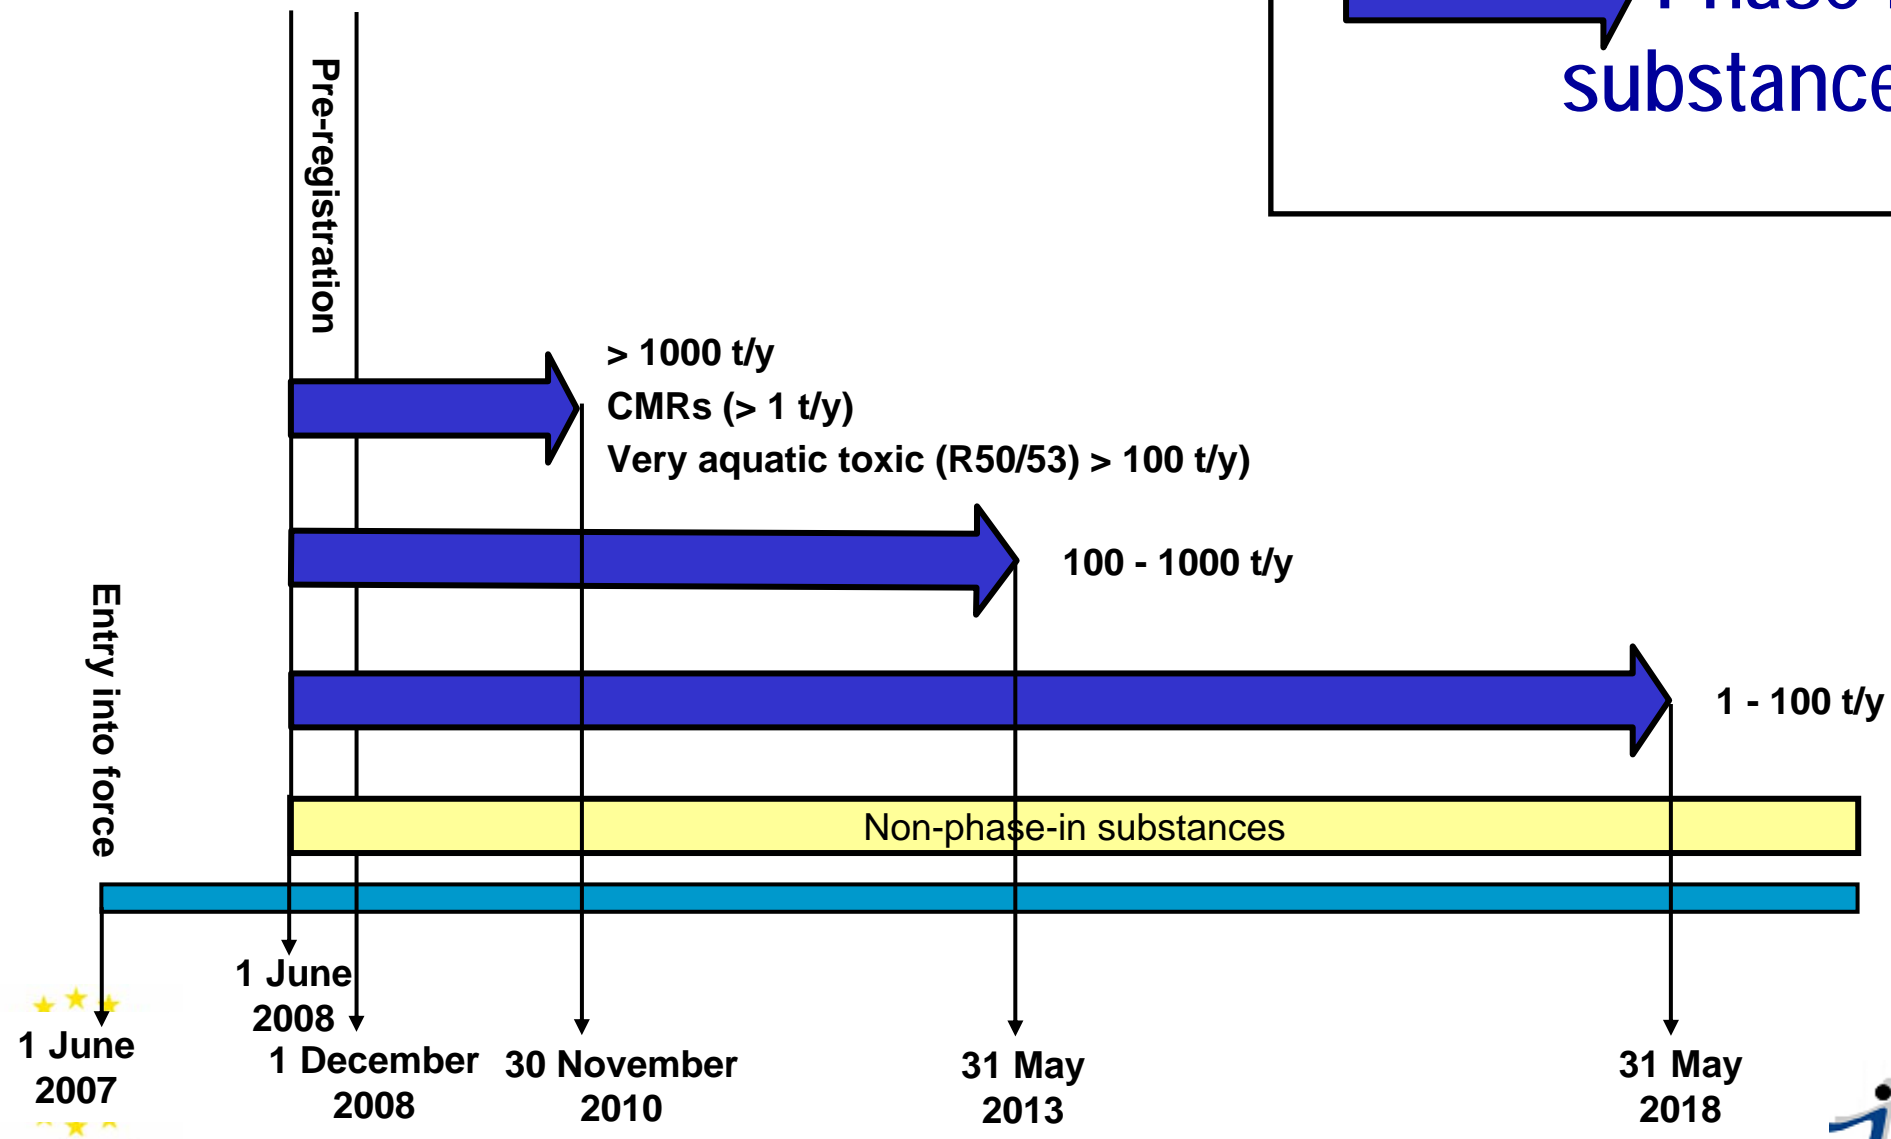 substance
Pre-registration
> 1000 t/y
CMRs (> 1 t/y)
Very aquatic toxic (R50/53) > 100 t/y)
100 - 1000 t/y
Entry into force
1 - 100 t/y
Non-phase-in substances
1 June
2008
1 June
2007
1 December
2008
30 November
2010
31 May
2013
31 May
2018